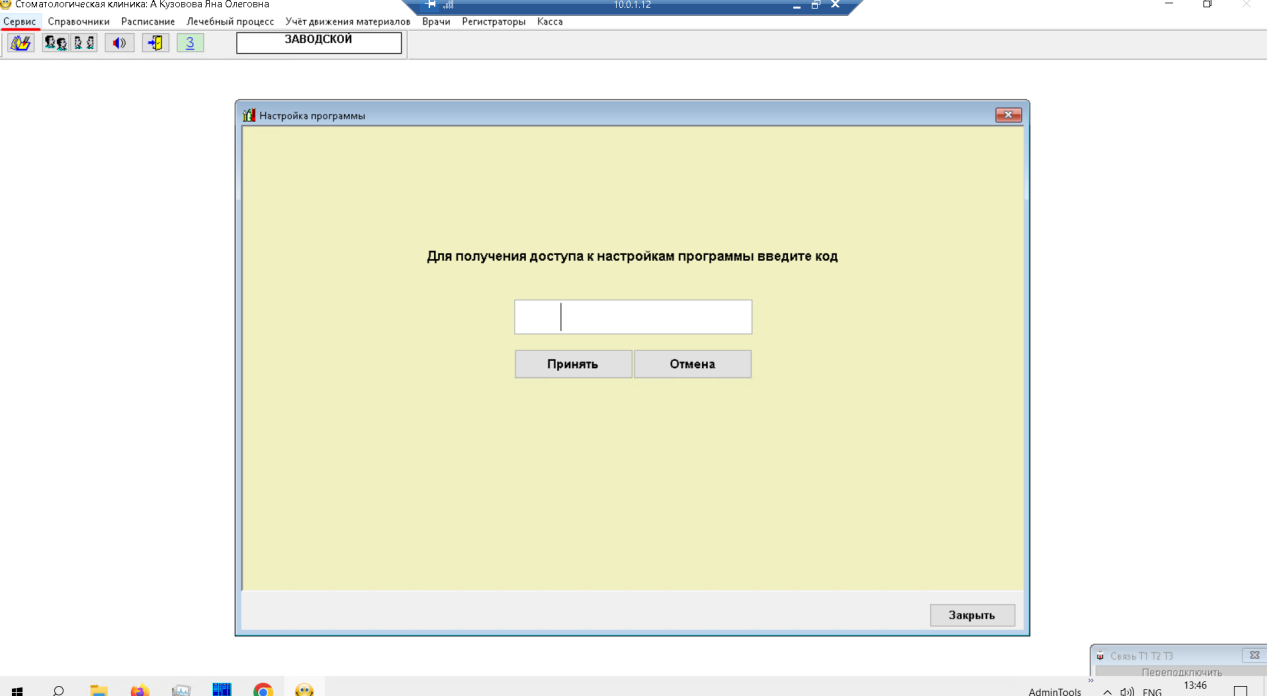 Стоматологическая клиника: А Кузовова Яна Олеговна
10.0.1.12
Сервис Справочники Расписание Лечебный процесс Учёт движения материалов Врачи Регистраторы Касса
3
ЗАВОДСКОЙ
Настройка программы
Для получения доступа к настройкам программы введите код
Принять Отмена
Закрыть
Связь Т1 Т2 Т3
Переподключить
AdminTools
»
ENG
13:46